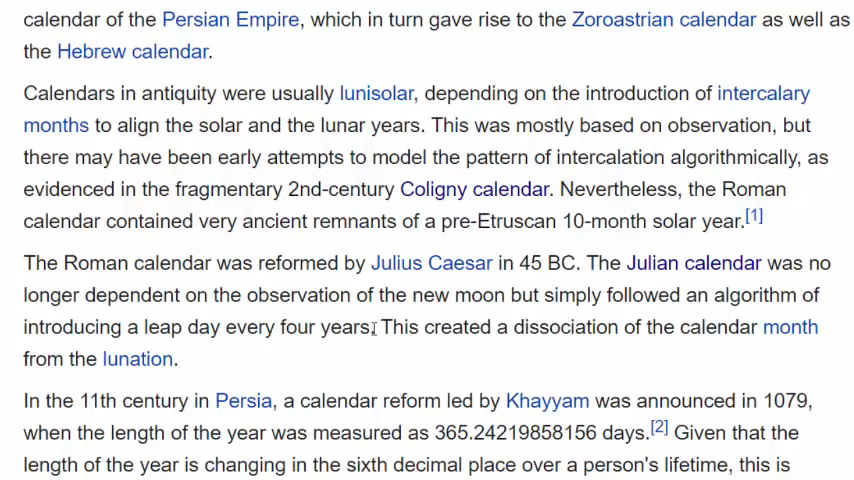 calendar of the Persian Empire, which in turn gave rise to the Zoroastrian calendar as well as
the Hebrew calendar.
Calendars in antiquity were usually lunisolar, depending on the introduction of intercalary
months to align the solar and the lunar years. This was mostly based on observation, but
there may have been early attempts to model the pattern of intercalation algorithmically, as
evidenced in the fragmentary 2nd-century Coligny calendar. Nevertheless, the Roman
calendar contained very ancient remnants of a pre-Etruscan 10-month solar year.[1]
The Roman calendar was reformed by Julius Caesar in 45 BC. The Julian calendar was no
longer dependent on the observation of the new moon but simply followed an algorithm of
introducing a leap day every four years. This created a dissociation of the calendar month
from the lunation.
In the 11th century in Persia, a calendar reform led by Khayyam was announced in 1079,
when the length of the year was measured as 365.24219858156 days.[2] Given that the
length of the year is changing in the sixth decimal place over a person's lifetime, this is